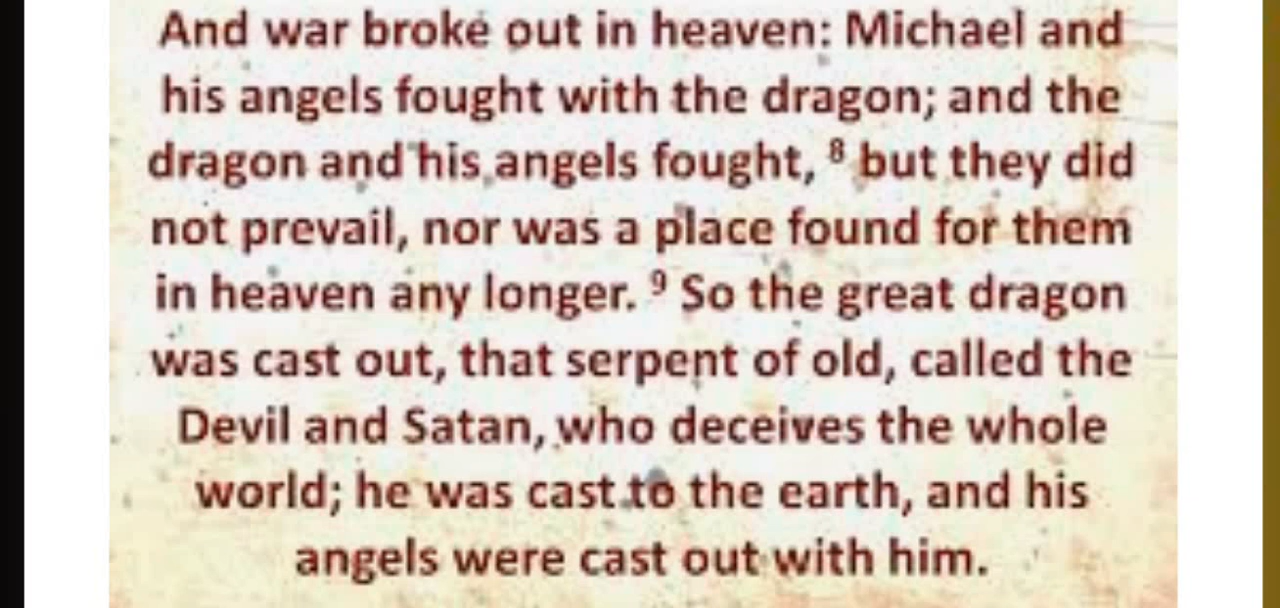 And war broke out in heaven: Michael and
his angels fought with the dragon; and the
dragon and his angels fought, ⁸ but they did
not prevail, nor was a place found for them
in heaven any longer. ⁹ So the great dragon
was cast out, that serpent of old, called the
Devil and Satan, who deceives the whole
world; he was cast to the earth, and his
angels were cast out with him.